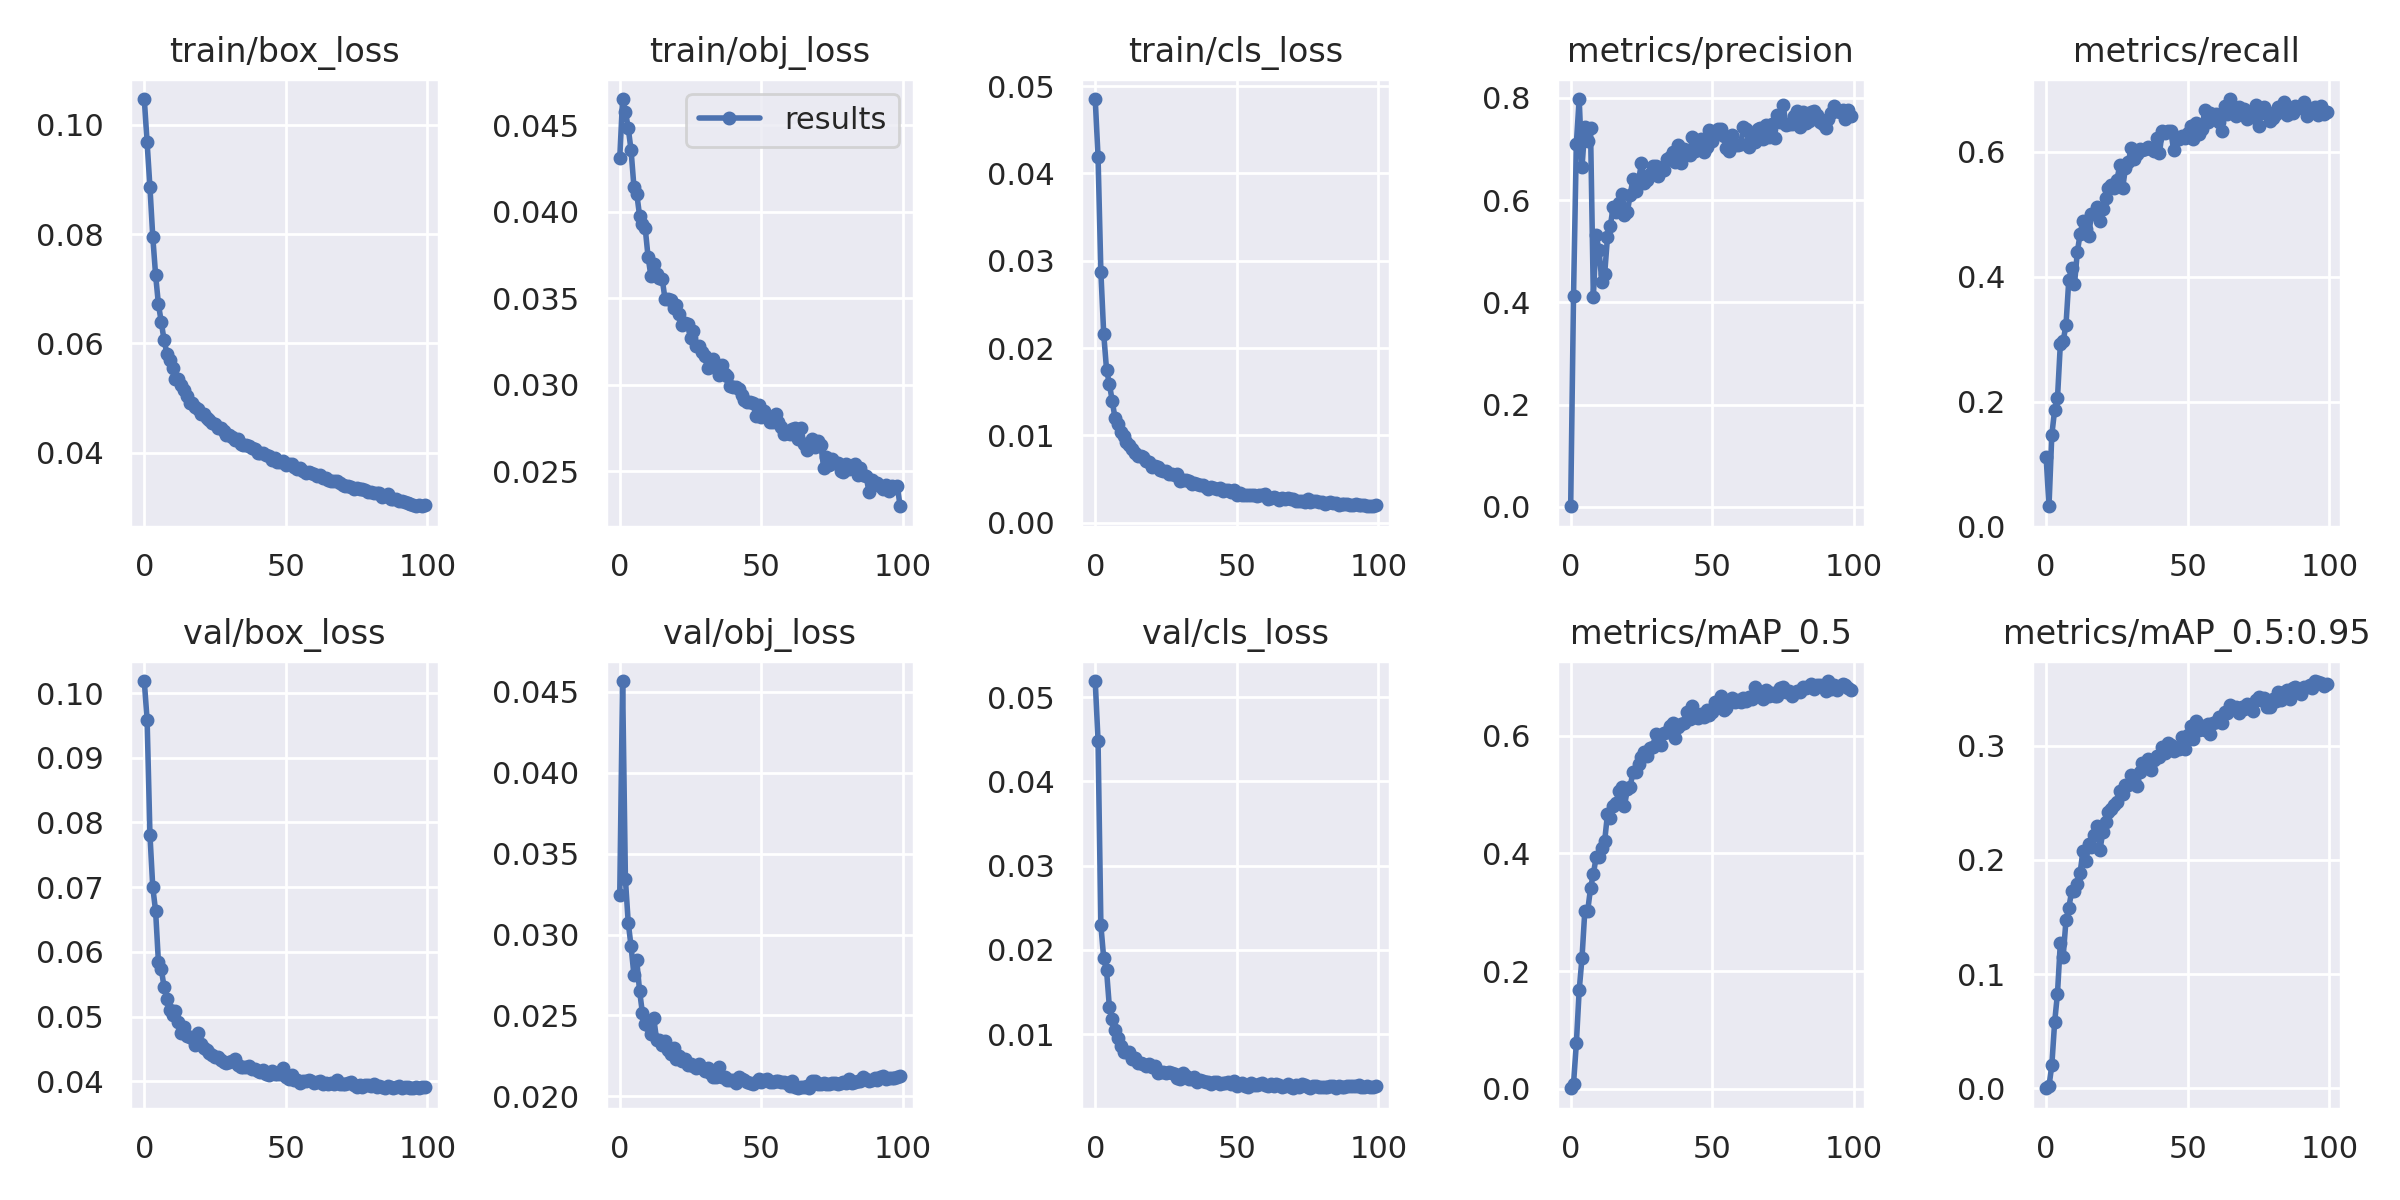 train/box_loss
0.10
0.08
0.06
0.04
0 50 100
train/obj_loss
results
0.045
0.040
0.035
0.030
0.025
0 50 100
train/cls_loss
0.05
0.04
0.03
0.02
0.01
0.00
0 50 100
metrics/precision
0.8
0.6
0.4
0.2
0.0
0 50 100
metrics/recall
0.6
0.4
0.2
0.0
0 50 100
val/box_loss
0.10
0.09
0.08
0.07
0.06
0.05
0.04
0 50 100
val/obj_loss
0.045
0.040
0.035
0.030
0.025
0.020
0 50 100
val/cls_loss
0.05
0.04
0.03
0.02
0.01
0 50 100
metrics/mAP_0.5
0.6
0.4
0.2
0.0
0 50 100
metrics/mAP_0.5:0.95
0.3
0.2
0.1
0.0
0 50 100